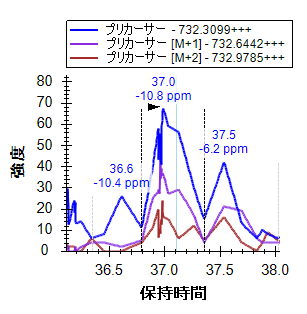 プリカーサー - 732.3099+++
プリカーサー [M+1] - 732.6442+++
プリカーサー [M+2] - 732.9785+++
37.0
-10.8 ppm
36.6
-10.4 ppm
37.5
-6.2 ppm
強度
80
70
60
50
40
30
20
10
0
36.5 37.0 37.5 38.0
保持時間